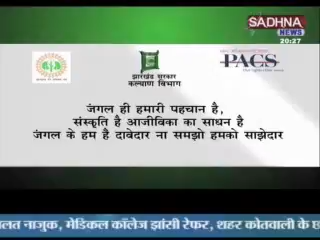 SADHNA
NEWS
20:27
झारखंड सरकार
कल्याण विभाग
PACS
जंगल ही हमारी पहचान है,
संस्कृति है आजीविका का साधन है
जंगल के हम है दावेदार ना समझो हमको साझेदार
लत नाजुक, मेडिकल कॉलेज झांसी रेफर, शहर कोतवाली के छ